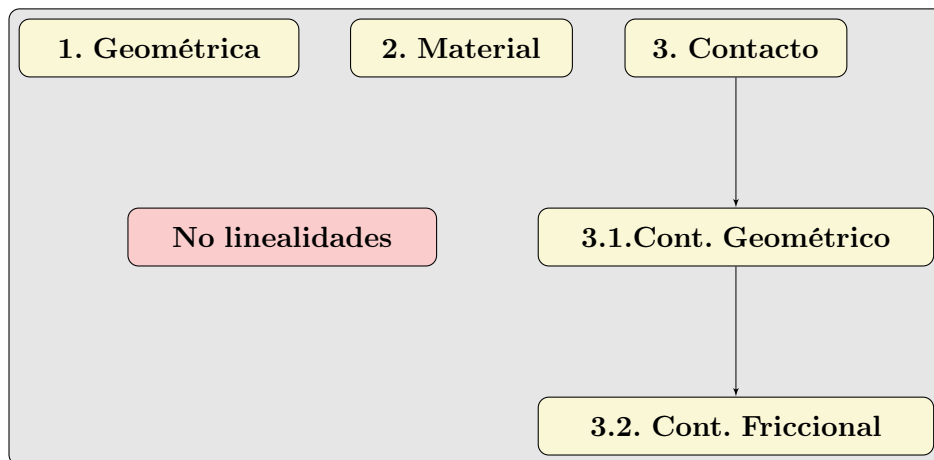 1. Geométrica
2. Material
3. Contacto
No linealidades
3.1.Cont. Geométrico
3.2. Cont. Friccional